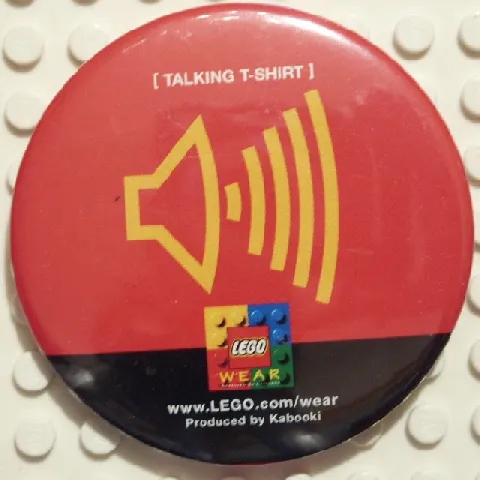 [ TALKING T-SHIRT ]
LEGO
WEAR
www.LEGO.com/wear
Produced by Kabooki